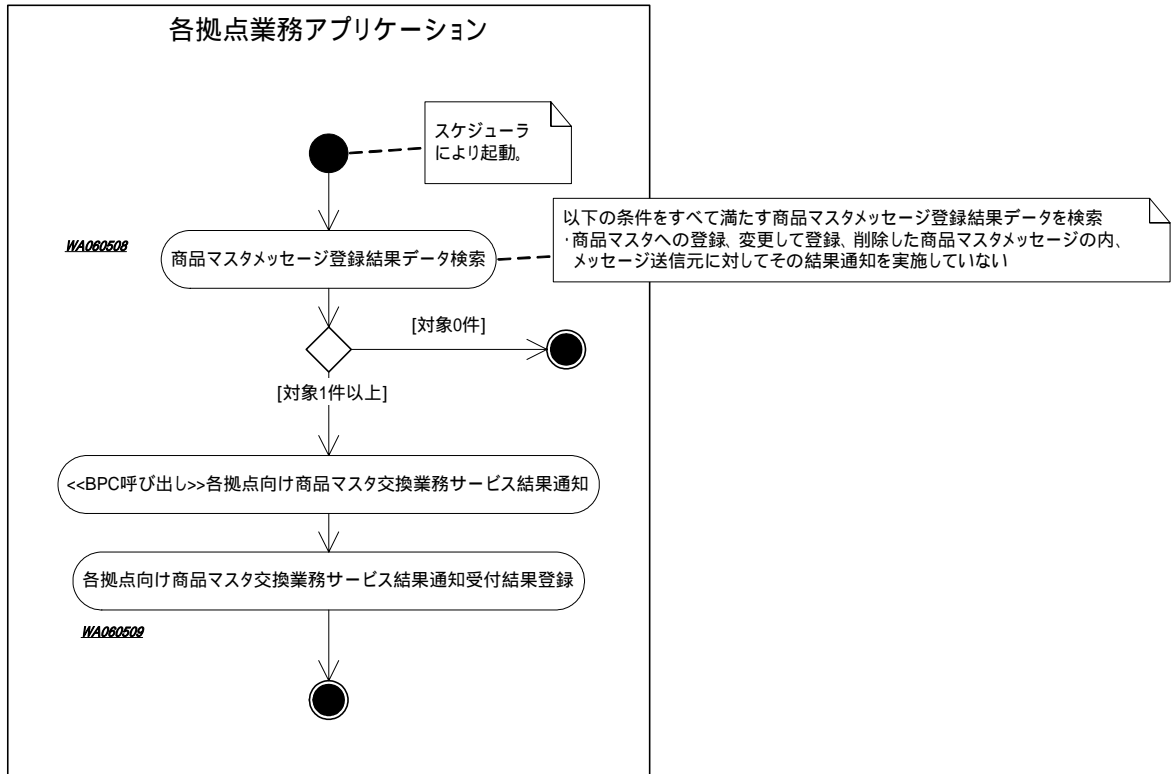 各拠点業務アプリケーション
スケジューラ
により起動。
以下の条件をすべて満たす商品マスタメッセージ登録結果データを検索
・商品マスタへの登録、変更して登録、削除した商品マスタメッセージの内、
メッセージ送信元に対してその結果通知を実施していない
WA060508
商品マスタメッセージ登録結果データ検索
[対象0件]
[対象1件以上]
<<BPC呼び出し>>各拠点向け商品マスタ交換業務サービス結果通知
各拠点向け商品マスタ交換業務サービス結果通知受付結果登録
WA060509